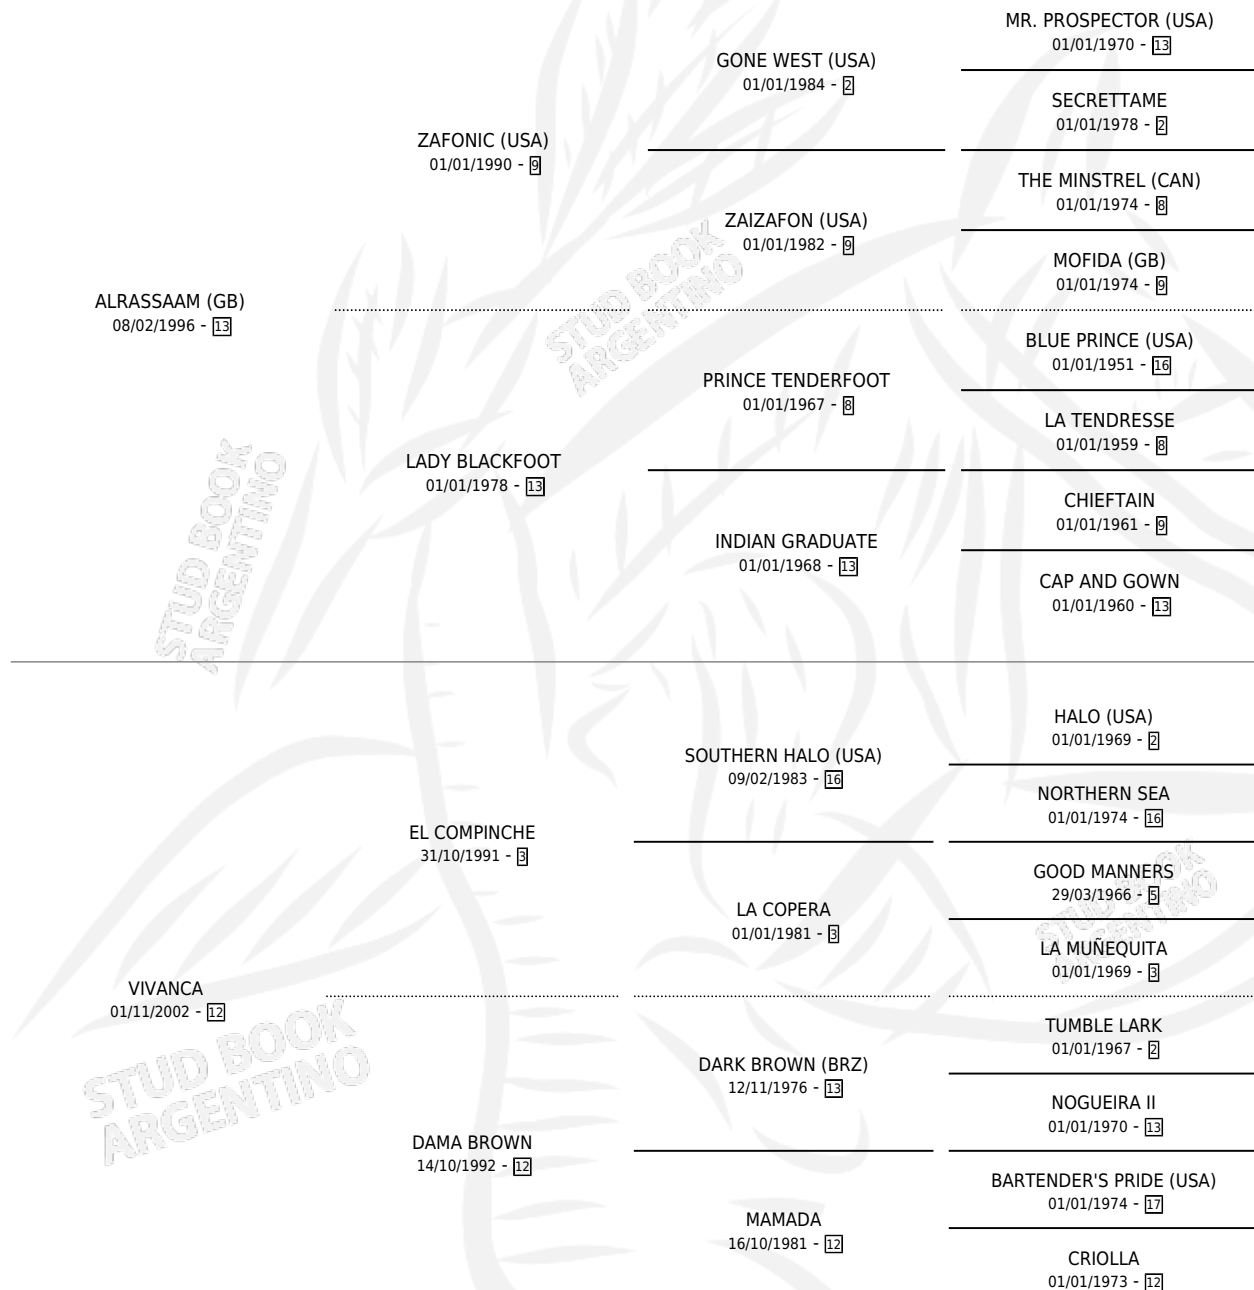 MR. PROSPECTOR (USA)
01/01/1970 - 13
GONE WEST (USA)
01/01/1984 - 2
SECRETTAME
01/01/1978 - 2
ZAFONIC (USA)
01/01/1990 - 9
THE MINSTREL (CAN)
01/01/1974 - 8
ZAIZAFON (USA)
01/01/1982 - 9
MOFIDA (GB)
01/01/1974 - 9
ALRASSAAM (GB)
08/02/1996 - 13
BLUE PRINCE (USA)
01/01/1951 - 16
PRINCE TENDERFOOT
01/01/1967 - 8
LA TENDRESSE
01/01/1959 - 8
LADY BLACKFOOT
01/01/1978 - 13
CHIEFTAIN
01/01/1961 - 9
INDIAN GRADUATE
01/01/1968 - 13
CAP AND GOWN
01/01/1960 - 13
HALO (USA)
01/01/1969 - 2
SOUTHERN HALO (USA)
09/02/1983 - 16
NORTHERN SEA
01/01/1974 - 16
EL COMPINCHE
31/10/1991 - 3
GOOD MANNERS
29/03/1966 - 5
LA COPERA
01/01/1981 - 3
LA MUÑEQUITA
01/01/1969 - 3
VIVANCA
01/11/2002 - 12
TUMBLE LARK
01/01/1967 - 2
DARK BROWN (BRZ)
12/11/1976 - 13
NOGUEIRA II
01/01/1970 - 13
DAMA BROWN
14/10/1992 - 12
BARTENDER'S PRIDE (USA)
01/01/1974 - 17
MAMADA
16/10/1981 - 12
CRIOLLA
01/01/1973 - 12
STUD BOOK
ARGENTINO
STUD BOOK
ARGENTINO
STUD BOOK
ARGENTINO
STUD BOOK
ARGENTINO